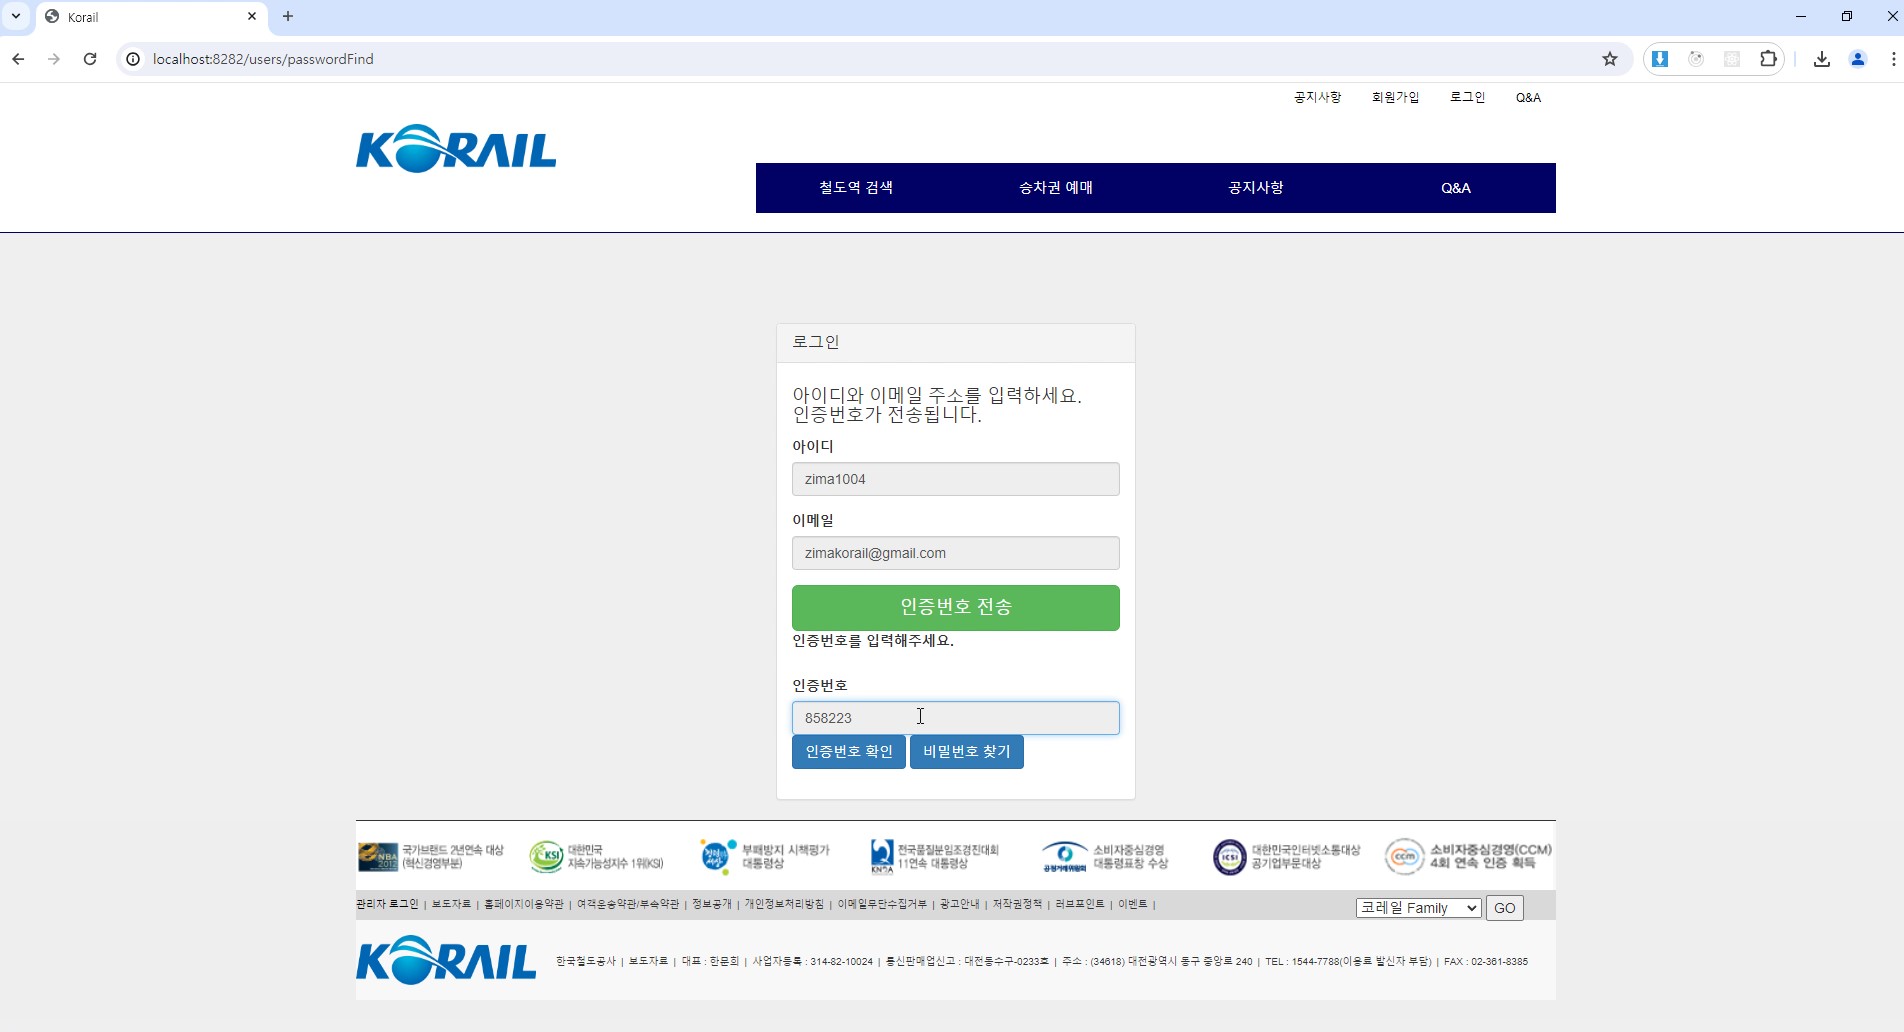 Korail
localhost:8282/users/passwordFind
공지사항 회원가입 로그인 Q&A
KORAIL
철도역 검색 승차권 예매 공지사항 Q&A
로그인
아이디와 이메일 주소를 입력하세요.
인증번호가 전송됩니다.
아이디
zima1004
이메일
zimakorail@gmail.com
인증번호 전송
인증번호를 입력해주세요.
인증번호
858223
인증번호 확인 비밀번호 찾기
국가브랜드 2년연속 대상
(혁신경영부문)
KSI
대한민국
지속가능성지수 1위(KSI)
부패방지 시책평가
대통령상
전국품질분임조경진대회
11연속 대통령상
공정거래위원회
소비자중심경영
대통령표창 수상
ICSI
대한민국인터넷소통대상
공기업부문대상
ccm
소비자중심경영(CCM)
4회 연속 인증 획득
관리자 로그인 | 보도자료 | 홈페이지이용약관 | 여객운송약관/부속약관 | 정보공개 | 개인정보처리방침 | 이메일무단수집거부 | 광고안내 | 저작권정책 | 러브포인트 | 이벤트 |
코레일 Family GO
KORAIL
한국철도공사 | 보도자료 | 대표 : 한문희 | 사업자등록 : 314-82-10024 | 통신판매업신고 : 대전동수구-0233호 | 주소 : (34618) 대전광역시 동구 중앙로 240 | TEL : 1544-7788(이용료 발신자 부담) | FAX : 02-361-8385